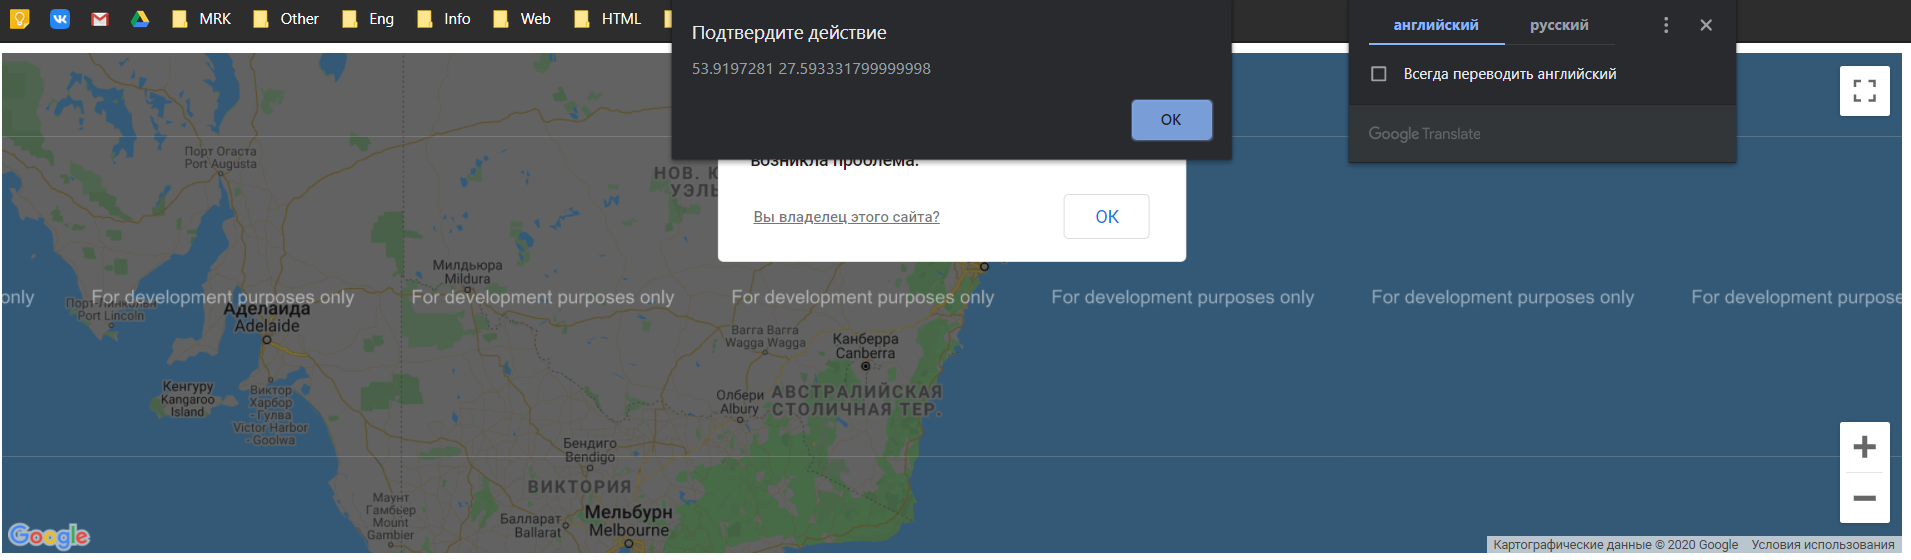 MRK
Other
Eng
Info
Web
HTML
Подтвердите действие
53.9197281 27.593331799999998
OK
английский
русский
Всегда переводить английский
Google Translate
возникла проблема.
Вы владелец этого сайта?
ОК
Порт Огаста
Port Augusta
НОВ.
УЭЛЬ
Милдьюра
Mildura
only
For development purposes only
For development purposes only
For development purposes only
For development purposes only
For development purposes only
For development purpose
Порт-Линкольн
Port Lincoln
Аделаида
Adelaide
Вагга Вагга
Wagga Wagga
Канберра
Canberra
Кенгуру
Kangaroo
Island
Виктор
Харбор
- Гулва
Victor Harbor
- Goolwa
Олбери
Albury
АВСТРАЛИЙСКАЯ
СТОЛИЧНАЯ ТЕР.
Бендиго
Bendigo
ВИКТОРИЯ
Маунт
Гамбьер
Mount
Gambier
Балларат
Ballarat
Мельбурн
Melbourne
Google
Картографические данные © 2020 Google
Условия использования